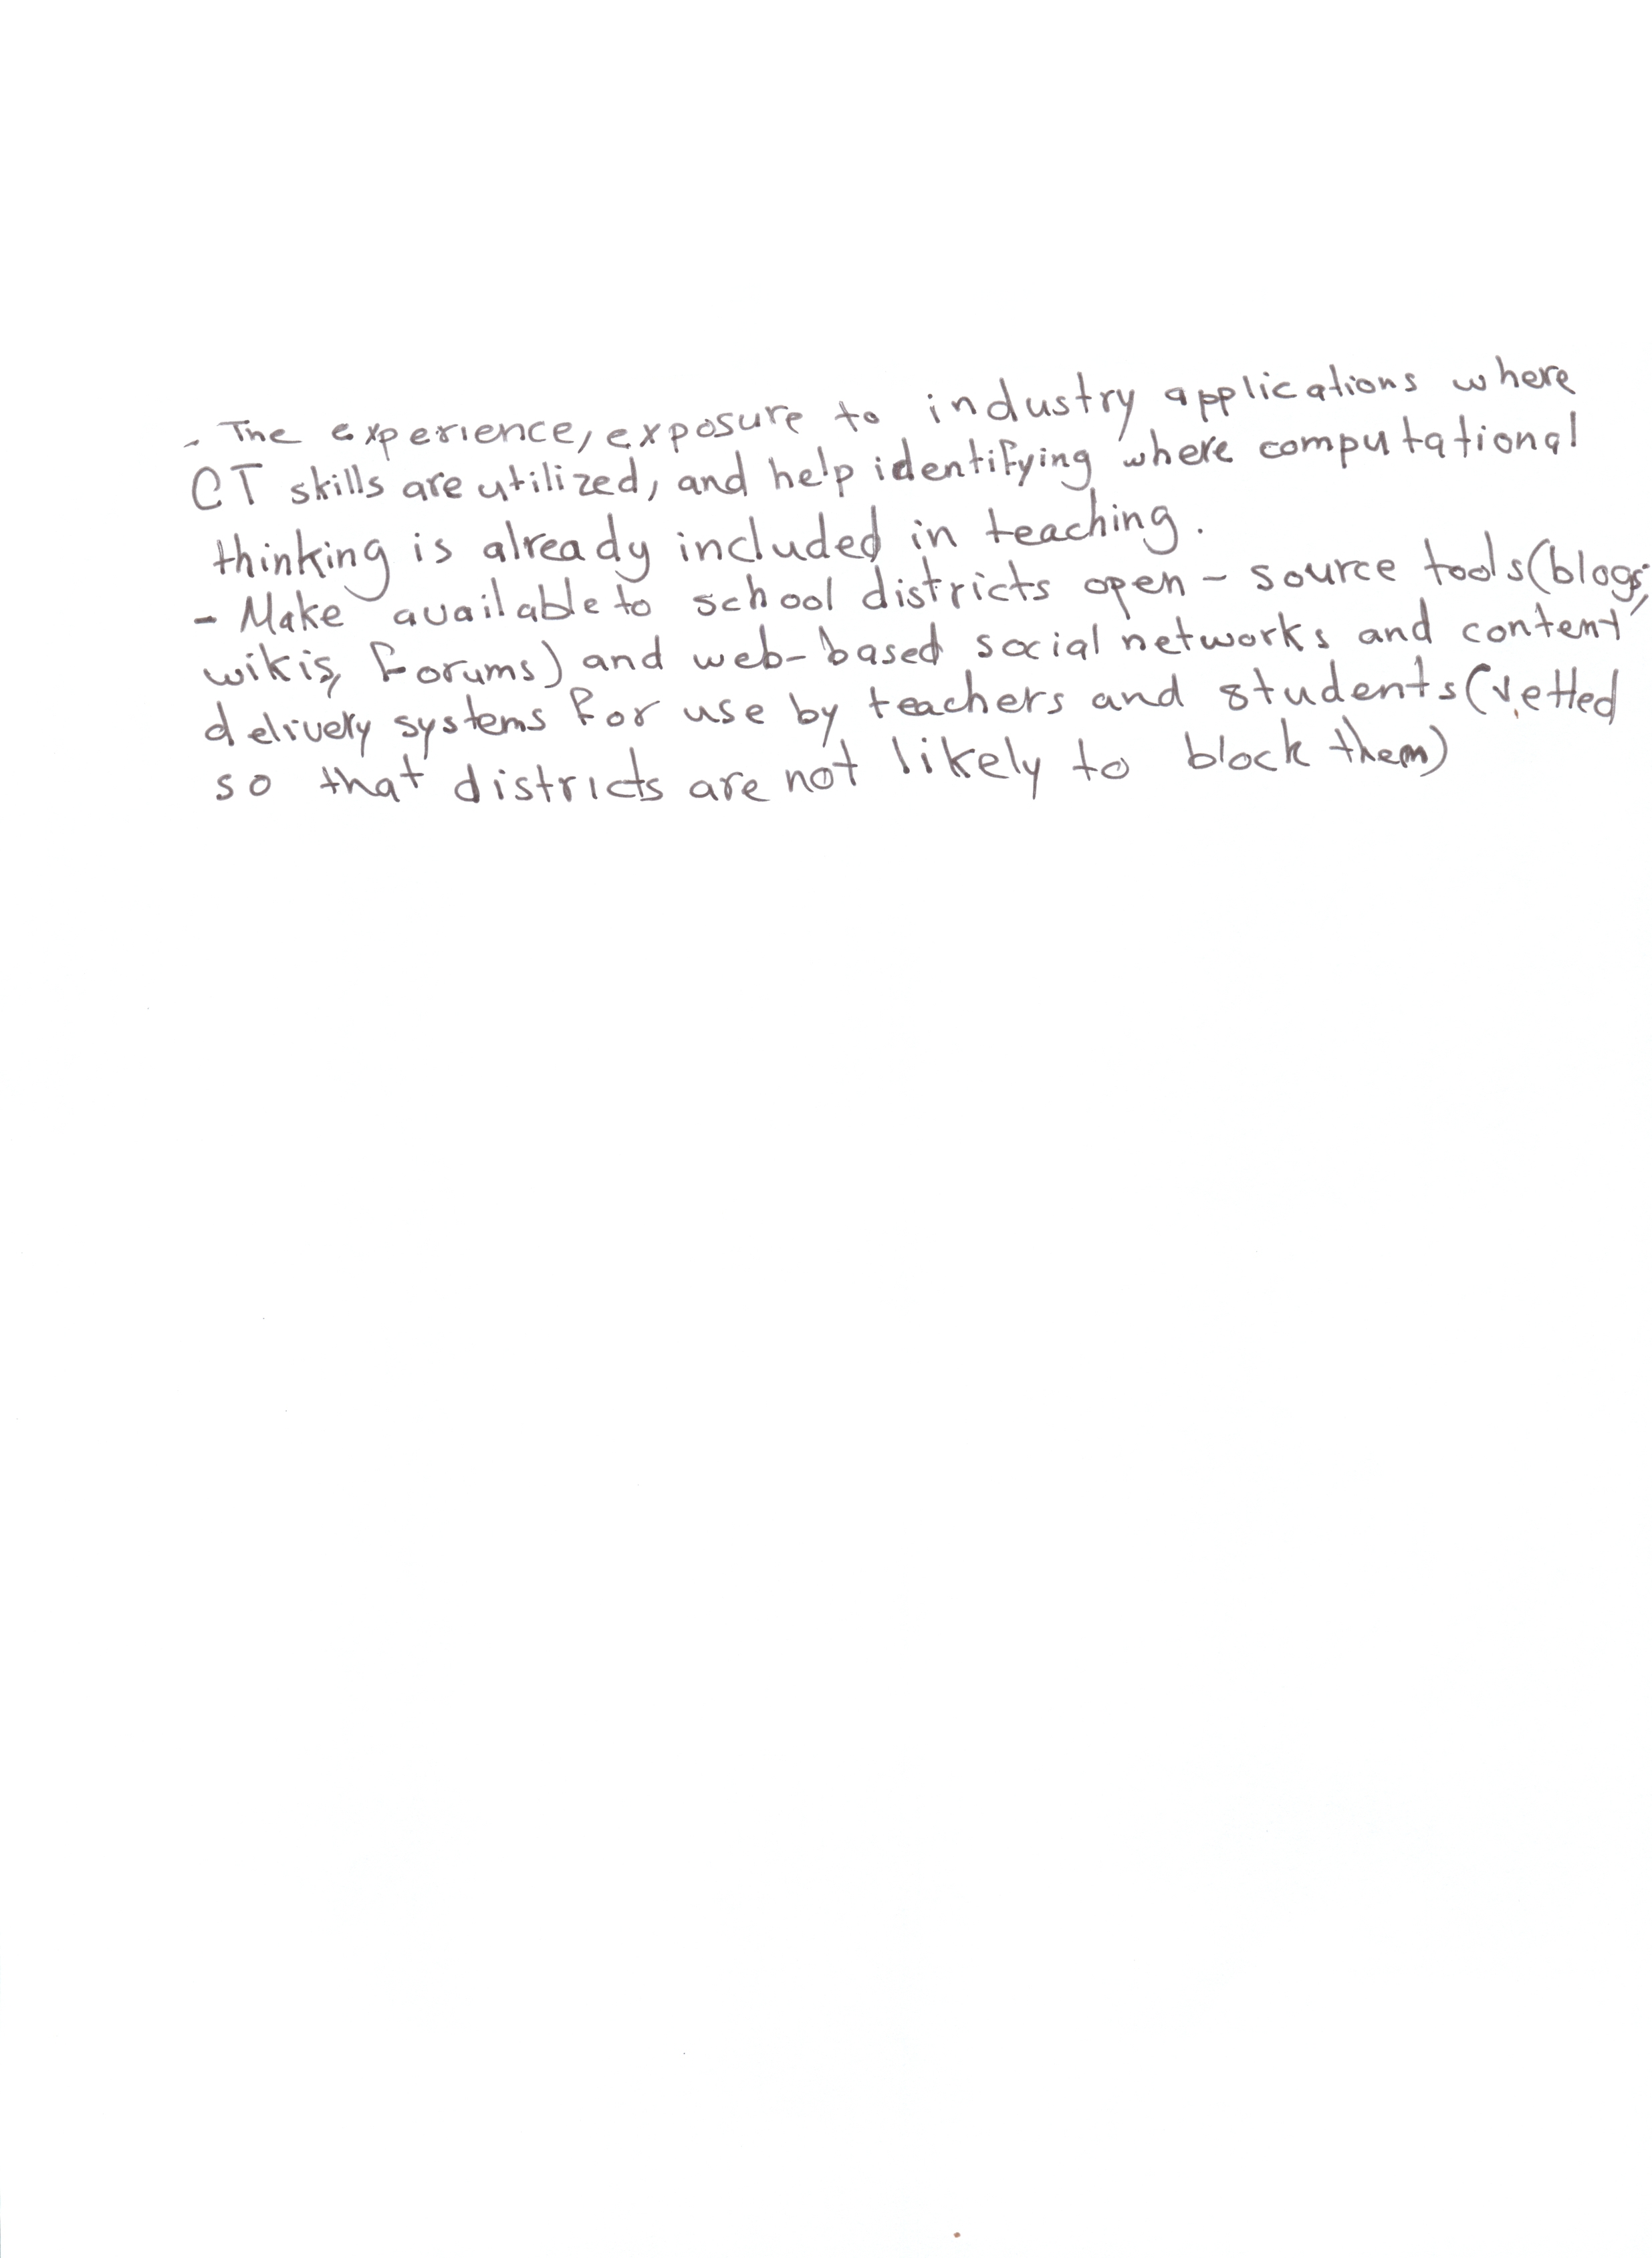 - The experience, exposure to industry applications where
CT skills are utilized, and help identifying where computational
thinking is already included in teaching.
- Make available to school districts open-source tools (blogs,
wikis, forums) and web-based social networks and content
delivery systems for use by teachers and students (vetted
so that districts are not likely to block them)